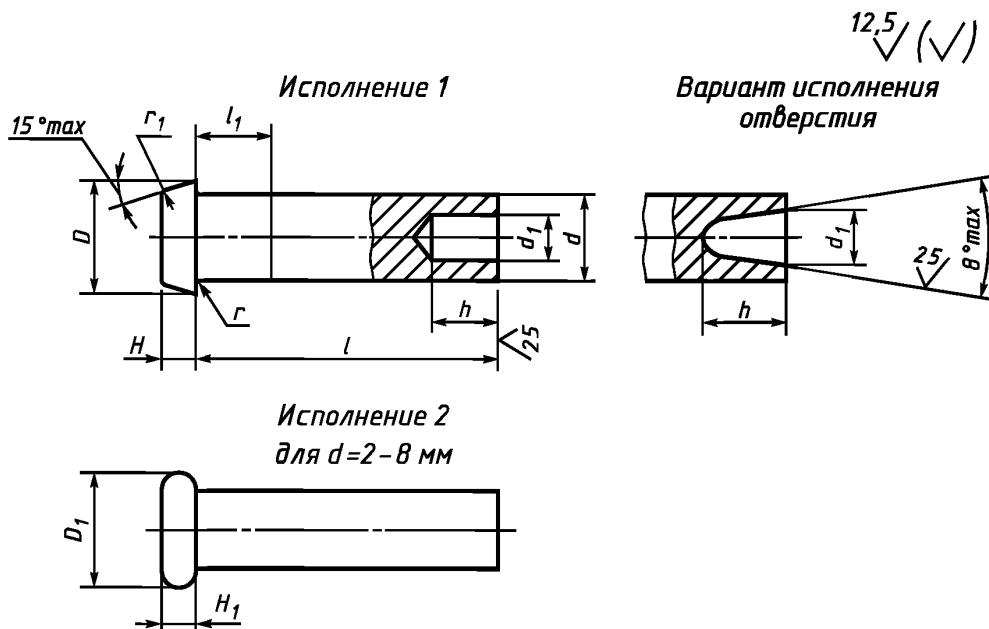 12,5 (√)
Исполнение 1
Вариант исполнения
отверстия
15°max
r1
l1
D
d1
d
r
h
H
l
25
d1
25
8°max
h
Исполнение 2
для d=2-8 мм
D1
H1